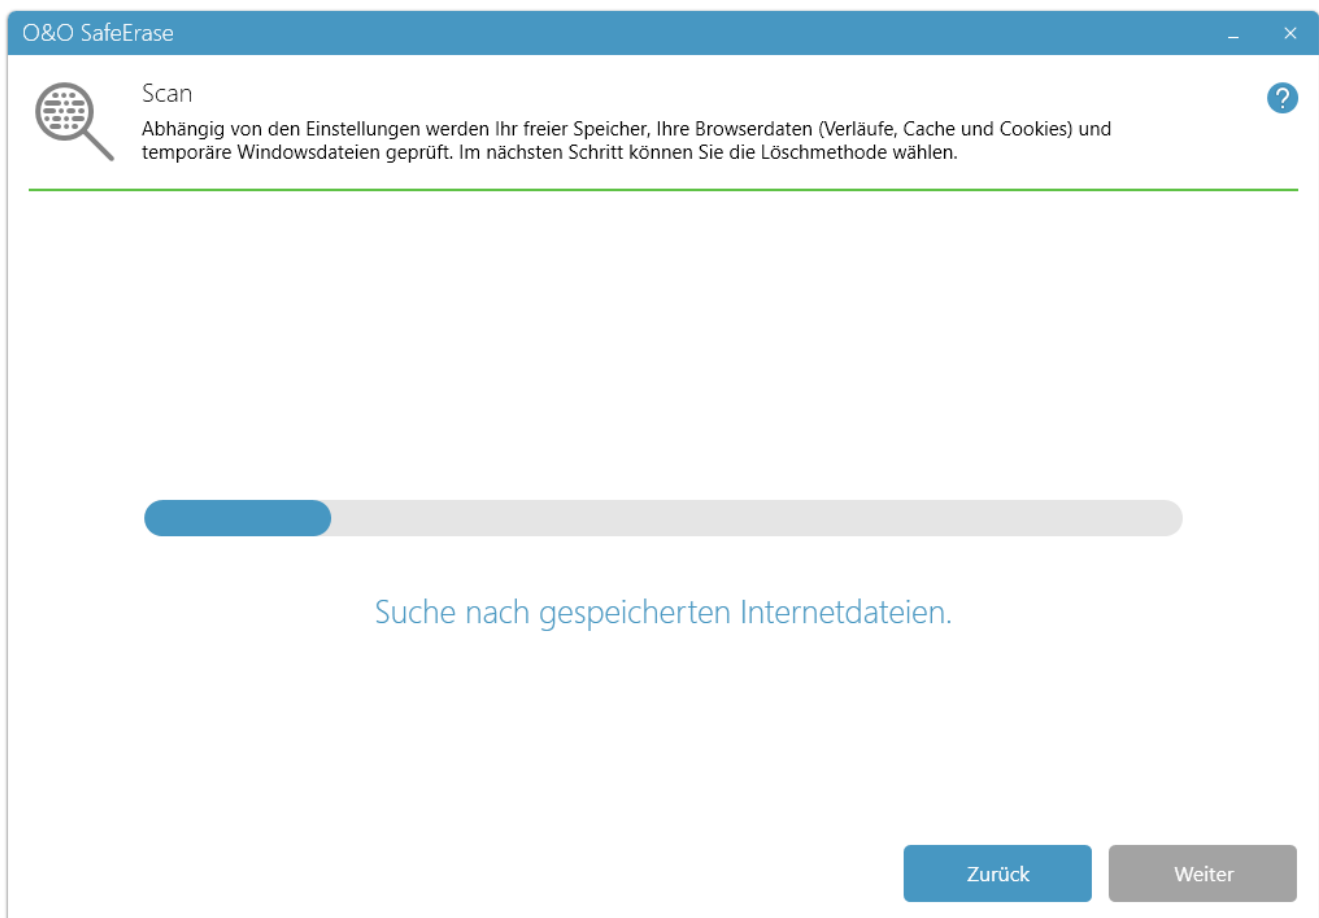 O&O SafeErase
Scan
Abhängig von den Einstellungen werden Ihr freier Speicher, Ihre Browserdaten (Verläufe, Cache und Cookies) und
temporäre Windowsdateien geprüft. Im nächsten Schritt können Sie die Löschmethode wählen.
?
Suche nach gespeicherten Internetdateien.
Zurück
Weiter